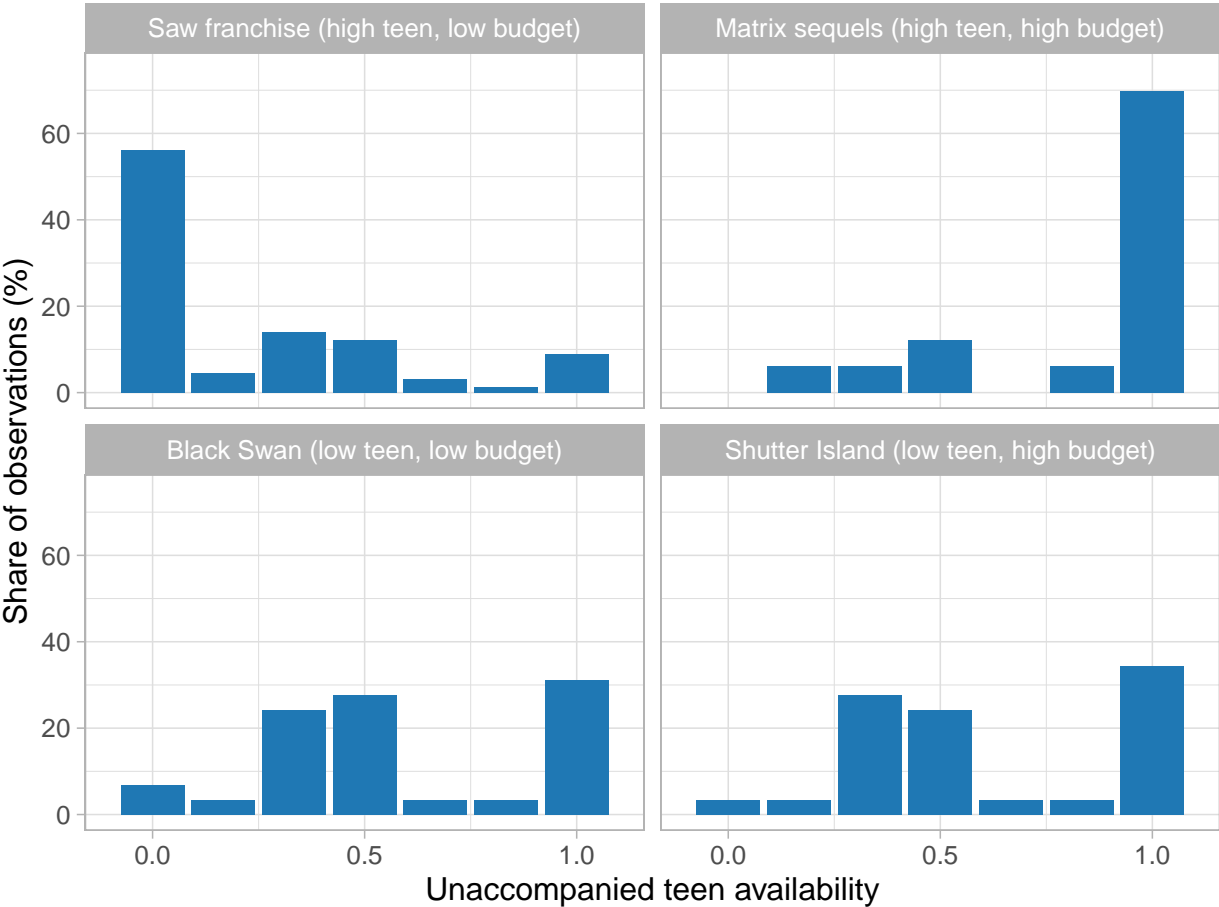 Saw franchise (high teen, low budget)
Matrix sequels (high teen, high budget)
60
40
20
0
Black Swan (low teen, low budget)
Shutter Island (low teen, high budget)
60
40
20
0
0.0 0.5 1.0
0.0 0.5 1.0
Unaccompanied teen availability
Share of observations (%)